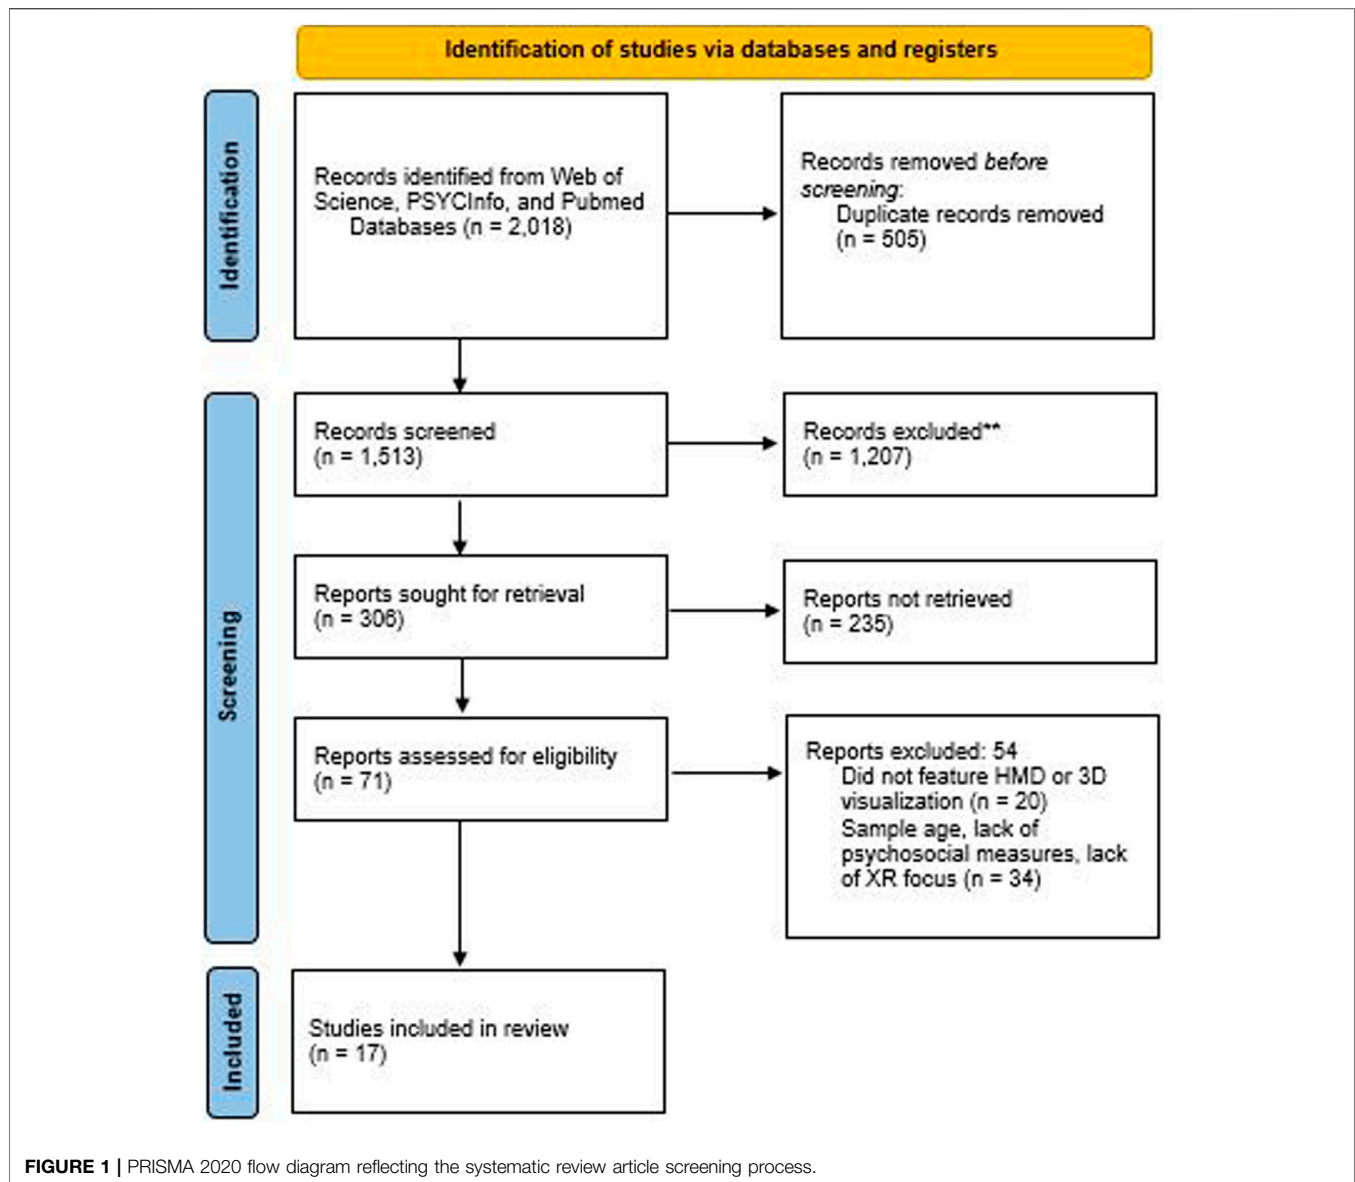 Identification of studies via databases and registers
Identification
Records identified from Web of
Science, PSYCInfo, and Pubmed
Databases (n = 2,018)
Records removed before
screening:
Duplicate records removed
(n = 505)
Screening
Records screened
(n = 1,513)
Records excluded**
(n = 1,207)
Reports sought for retrieval
(n = 306)
Reports not retrieved
(n = 235)
Reports assessed for eligibility
(n = 71)
Reports excluded: 54
Did not feature HMD or 3D
visualization (n = 20)
Sample age, lack of
psychosocial measures, lack
of XR focus (n = 34)
Included
Studies included in review
(n = 17)
FIGURE 1 | PRISMA 2020 flow diagram reflecting the systematic review article screening process.